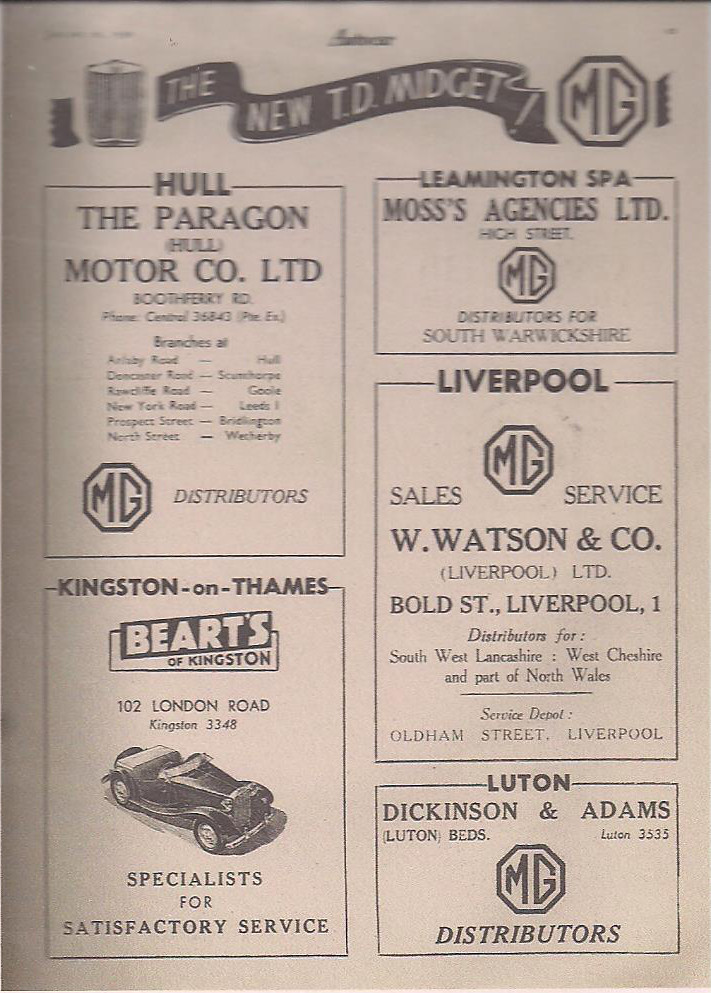 Autocar
THE NEW T.D. MIDGET!
MG
HULL
THE PARAGON
(HULL)
MOTOR CO. LTD
BOOTHFERRY RD.
Phone: Central 36843 (Pte. Ex.)
Branches at
Anlaby Road — Hull
Doncaster Road — Scunthorpe
Rawcliffe Road — Goole
New York Road — Leeds 1
Prospect Street — Bridlington
North Street — Wetherby
MG DISTRIBUTORS
KINGSTON-on-THAMES
BEART'S
OF KINGSTON
102 LONDON ROAD
Kingston 3348
SPECIALISTS
FOR
SATISFACTORY SERVICE
LEAMINGTON SPA
MOSS'S AGENCIES LTD.
HIGH STREET.
MG
DISTRIBUTORS FOR
SOUTH WARWICKSHIRE
LIVERPOOL
MG
SALES SERVICE
W. WATSON & CO.
(LIVERPOOL) LTD.
BOLD ST., LIVERPOOL, 1
Distributors for:
South West Lancashire : West Cheshire
and part of North Wales
Service Depot:
OLDHAM STREET, LIVERPOOL
LUTON
DICKINSON & ADAMS
(LUTON) BEDS. Luton 3535
MG
DISTRIBUTORS